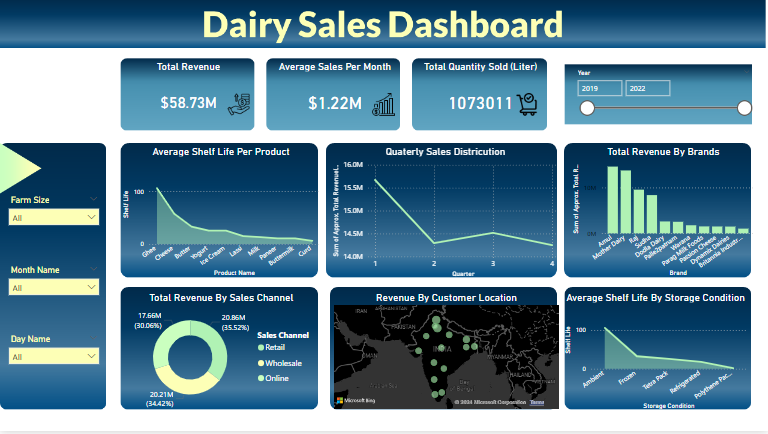 Dairy Sales Dashboard
Total Revenue
$58.73M
Average Sales Per Month
$1.22M
Total Quantity Sold (Liter)
1073011
Year
2019 2022
Farm Size
All
Month Name
All
Day Name
All
Average Shelf Life Per Product
Shelf Life
100
0
Ghee
Cheese
Butter
Yogurt
Ice Cream
Lassi
Milk
Paneer
Buttermilk
Curd
Product Name
Quaterly Sales Districution
Sum of Approx. Total Revenue(...
16.0M
15.5M
15.0M
14.5M
14.0M
1 2 3 4
Quarter
Total Revenue By Brands
Sum of Approx. Total R...
0M
Amul
Mother Dairy
Raj
Sudha
Dodla Dairy
Palle2patnam
Warana
Parag Milk Foods
Passion Cheese
Dynamix Dairies
Britannia Industr...
Brand
Total Revenue By Sales Channel
17.66M
(30.06%)
20.86M
(35.52%)
20.21M
(34.42%)
Sales Channel
Retail
Wholesale
Online
Revenue By Customer Location
IRAN
AFGHANISTAN
PAKISTAN
OMAN
INDIA
MYANMAR
THAILAND
Bay
Bengal
Microsoft Bing
© 2024 Microsoft Corporation Terms
Average Shelf Life By Storage Condition
Shelf Life
100
0
Ambient
Frozen
Tetra Pack
Refrigerated
Polythene Pac...
Storage Condition